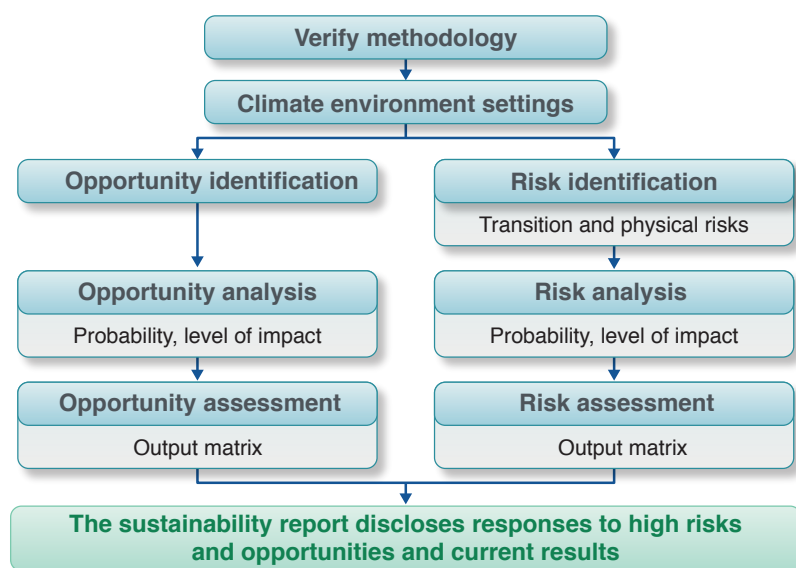 Verify methodology
Climate environment settings
Opportunity identification
Risk identification
Transition and physical risks
Opportunity analysis
Probability, level of impact
Risk analysis
Probability, level of impact
Opportunity assessment
Output matrix
Risk assessment
Output matrix
The sustainability report discloses responses to high risks
and opportunities and current results